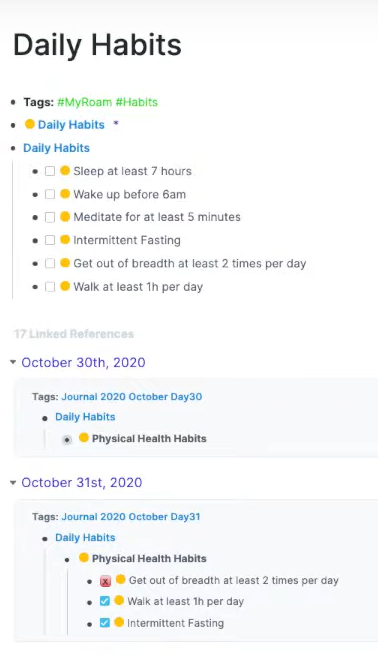 Daily Habits
Tags: #MyRoam #Habits
Daily Habits *
Daily Habits
Sleep at least 7 hours
Wake up before 6am
Meditate for at least 5 minutes
Intermittent Fasting
Get out of breadth at least 2 times per day
Walk at least 1h per day
17 Linked References
October 30th, 2020
Tags: Journal 2020 October Day30
Daily Habits
Physical Health Habits
October 31st, 2020
Tags: Journal 2020 October Day31
Daily Habits
Physical Health Habits
Get out of breadth at least 2 times per day
Walk at least 1h per day
Intermittent Fasting